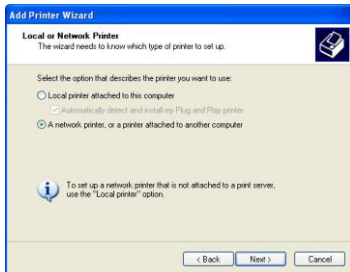 Add Printer Wizard
Local or Network Printer
The wizard needs to know which type of printer to set up.
Select the option that describes the printer you want to use:
Local printer attached to this computer
Automatically detect and install my Plug and Play printer
A network printer, or a printer attached to another computer
To set up a network printer that is not attached to a print server,
use the "Local printer" option.
< Back
Next >
Cancel